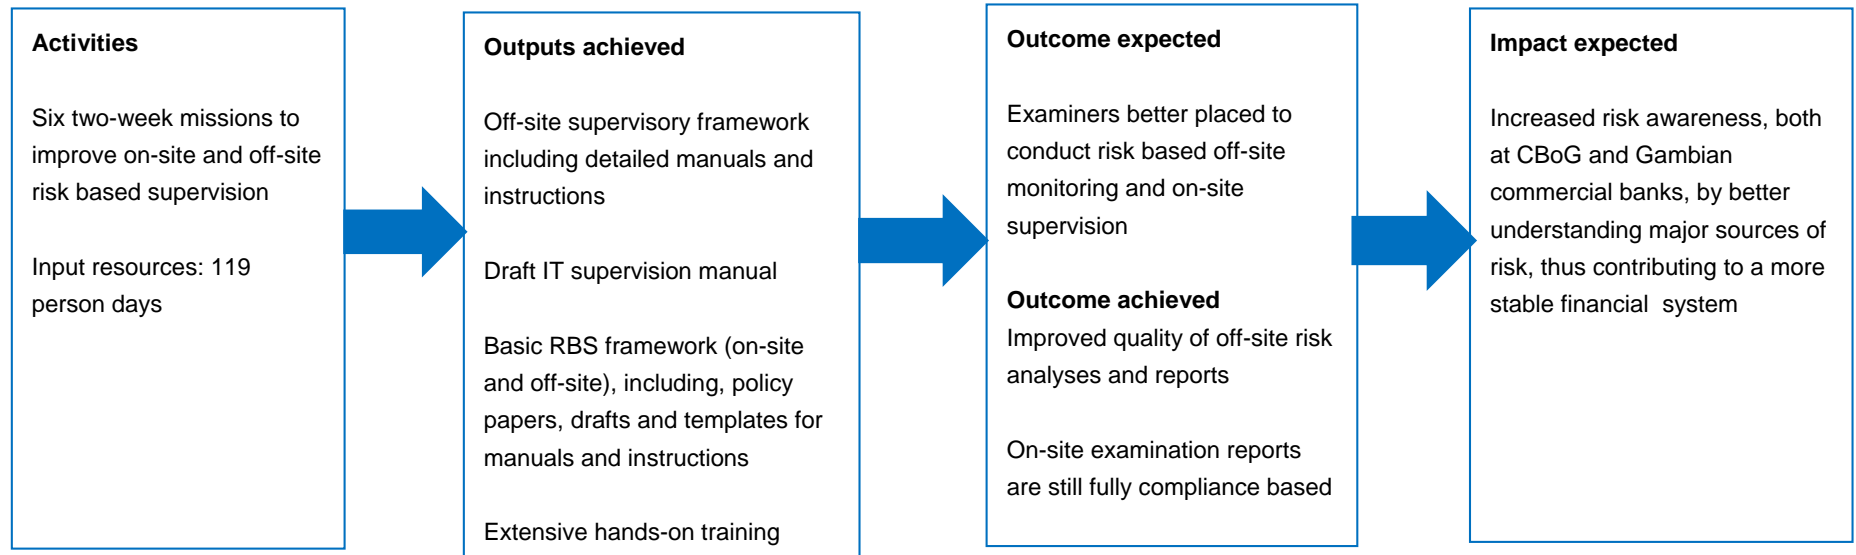 Activities
Six two-week missions to
improve on-site and off-site
risk based supervision
Input resources: 119
person days
Outputs achieved
Off-site supervisory framework
including detailed manuals and
instructions
Draft IT supervision manual
Basic RBS framework (on-site
and off-site), including, policy
papers, drafts and templates for
manuals and instructions
Extensive hands-on training
Outcome expected
Examiners better placed to
conduct risk based off-site
monitoring and on-site
supervision
Outcome achieved
Improved quality of off-site risk
analyses and reports
On-site examination reports
are still fully compliance based
Impact expected
Increased risk awareness, both
at CBoG and Gambian
commercial banks, by better
understanding major sources of
risk, thus contributing to a more
stable financial  system